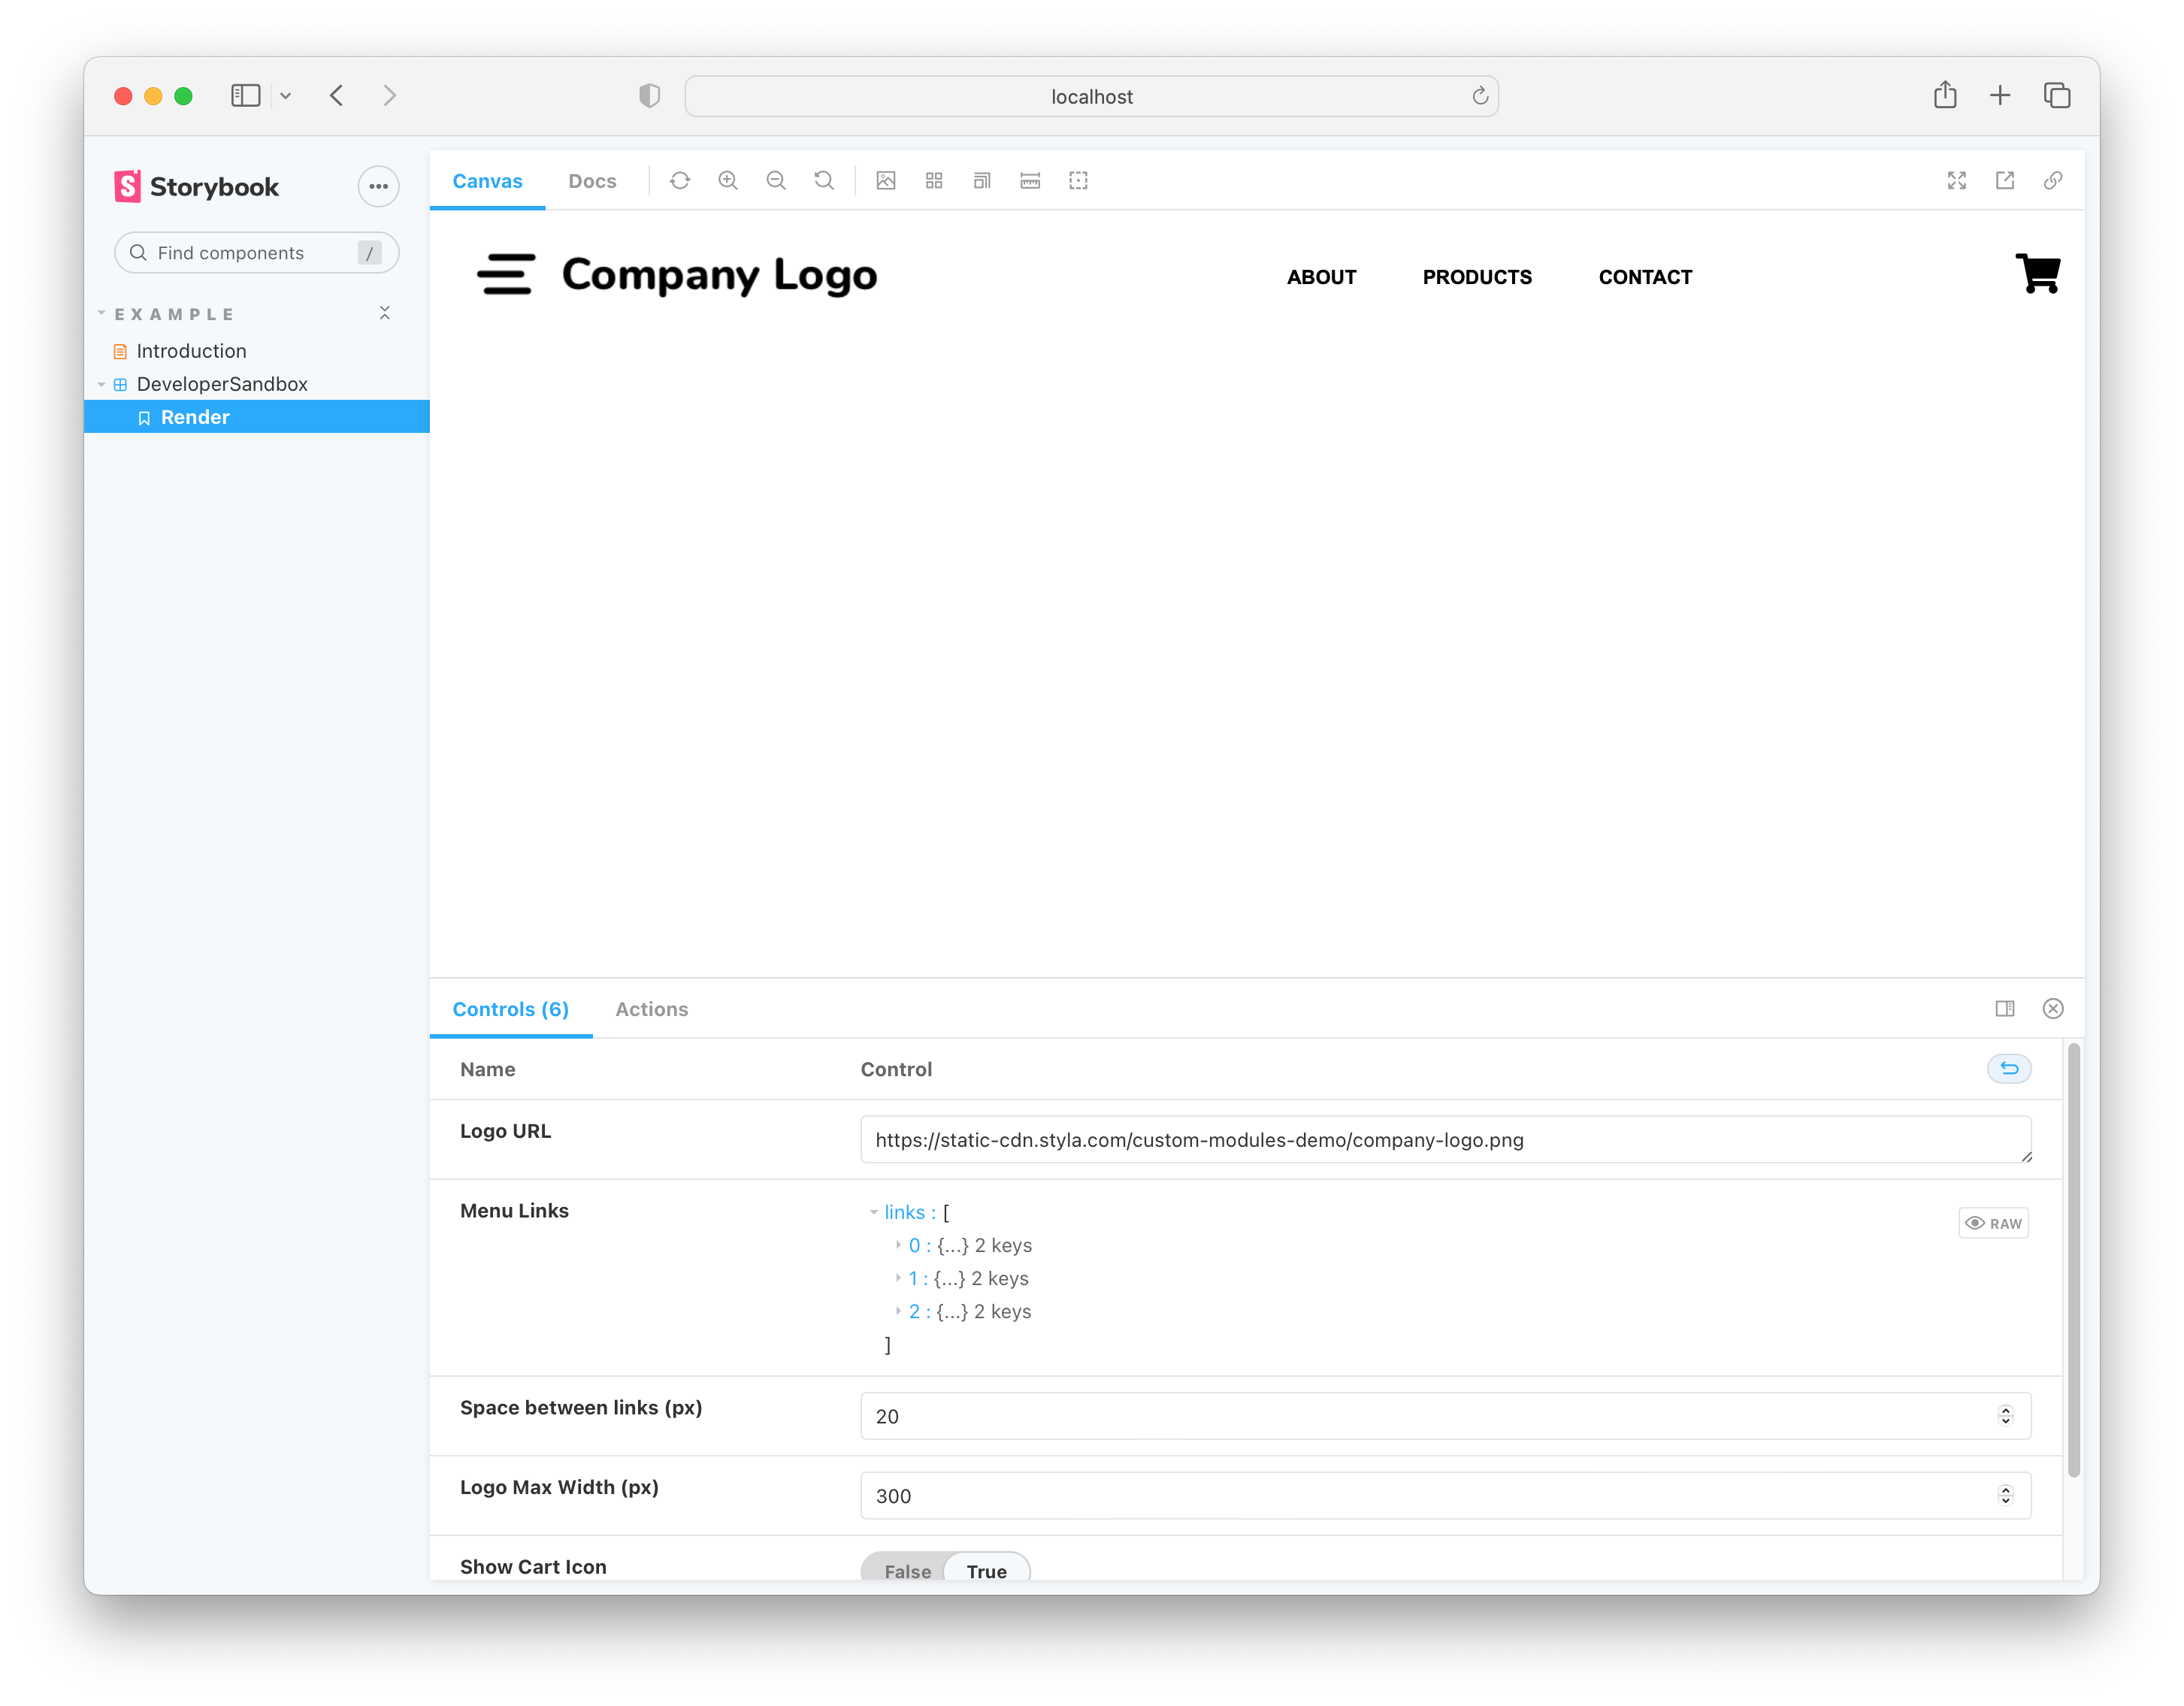 localhost
Storybook
Find components /
EXAMPLE
Introduction
DeveloperSandbox
Render
Canvas Docs
Company Logo ABOUT PRODUCTS CONTACT
Controls (6) Actions
Name Control
Logo URL https://static-cdn.styla.com/custom-modules-demo/company-logo.png
Menu Links links : [
RAW
0 : {...} 2 keys
1 : {...} 2 keys
2 : {...} 2 keys
]
Space between links (px) 20
Logo Max Width (px) 300
Show Cart Icon False True